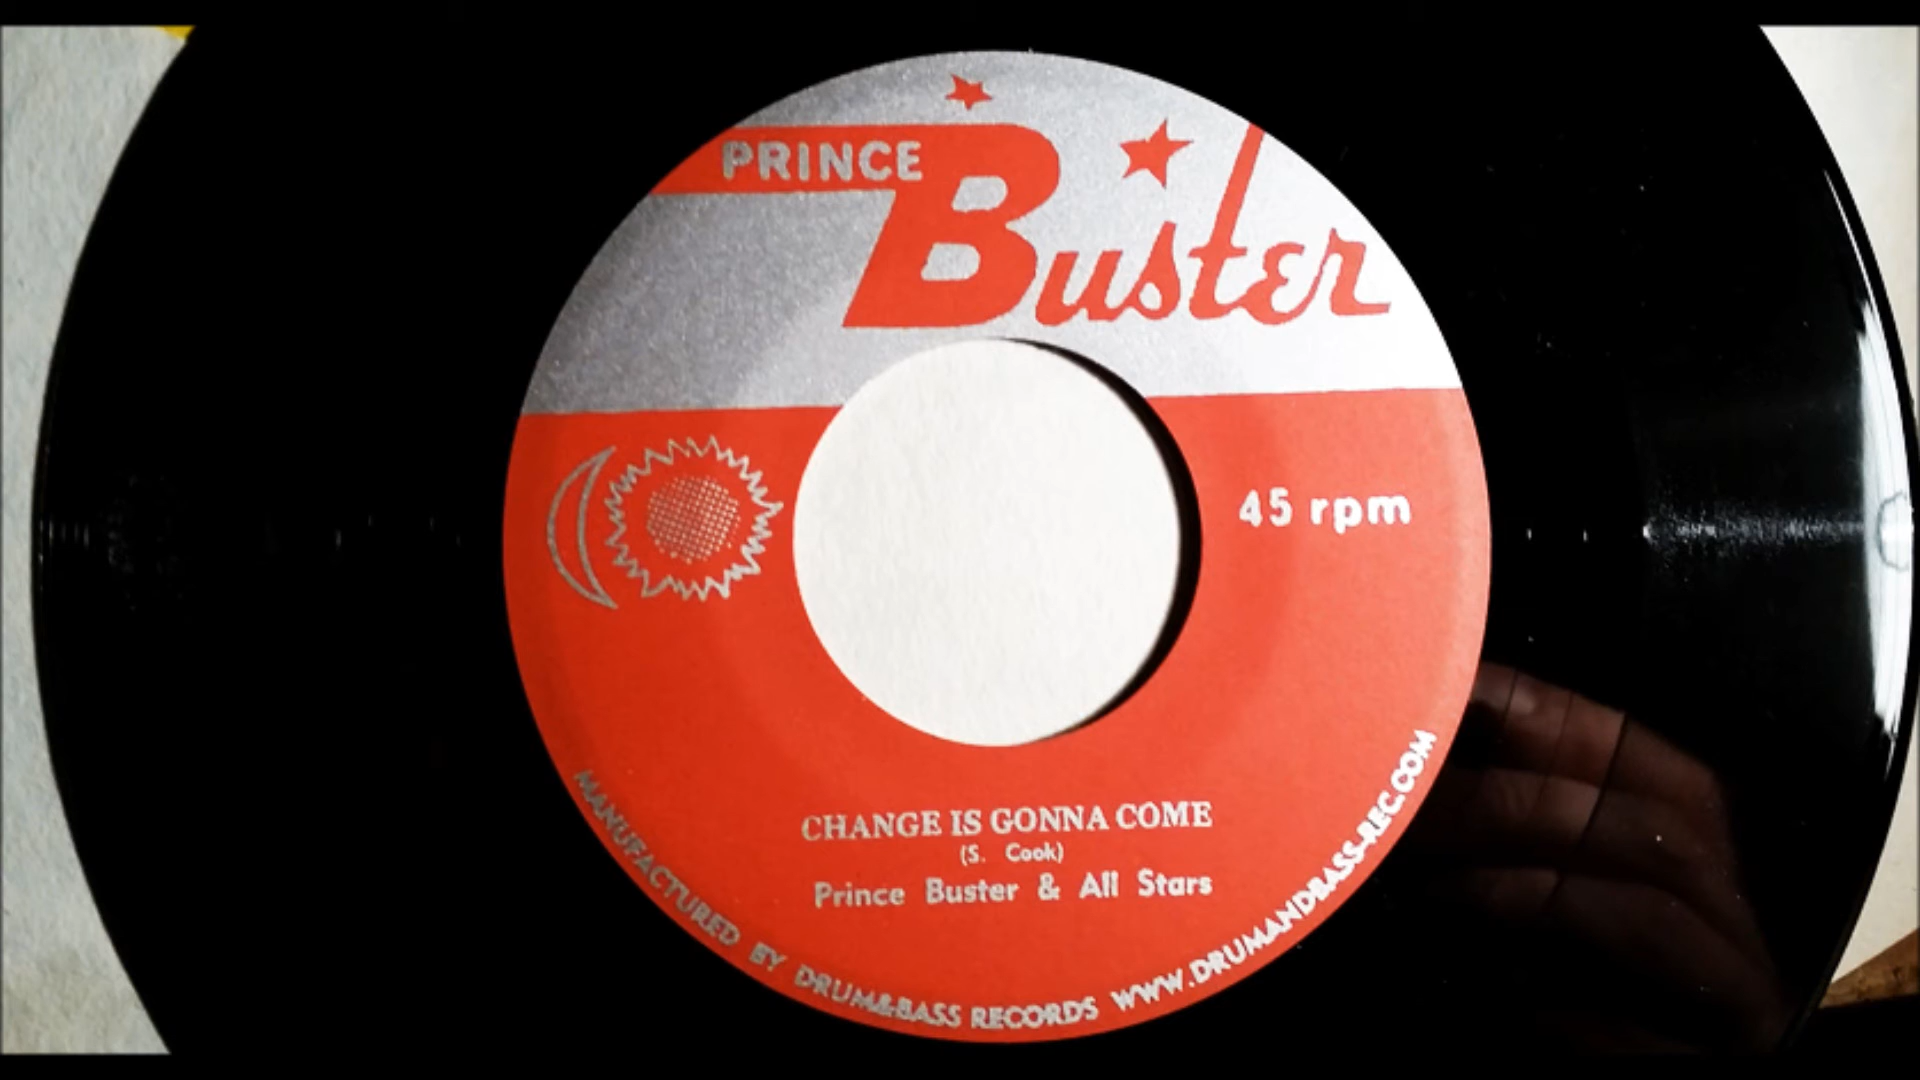 PRINCE
Buster
45 rpm
CHANGE IS GONNA COME
(S. Cook)
Prince Buster & All Stars
MANUFACTURED BY DRUM&BASS RECORDS WWW.DRUMANDBASS-REC.COM